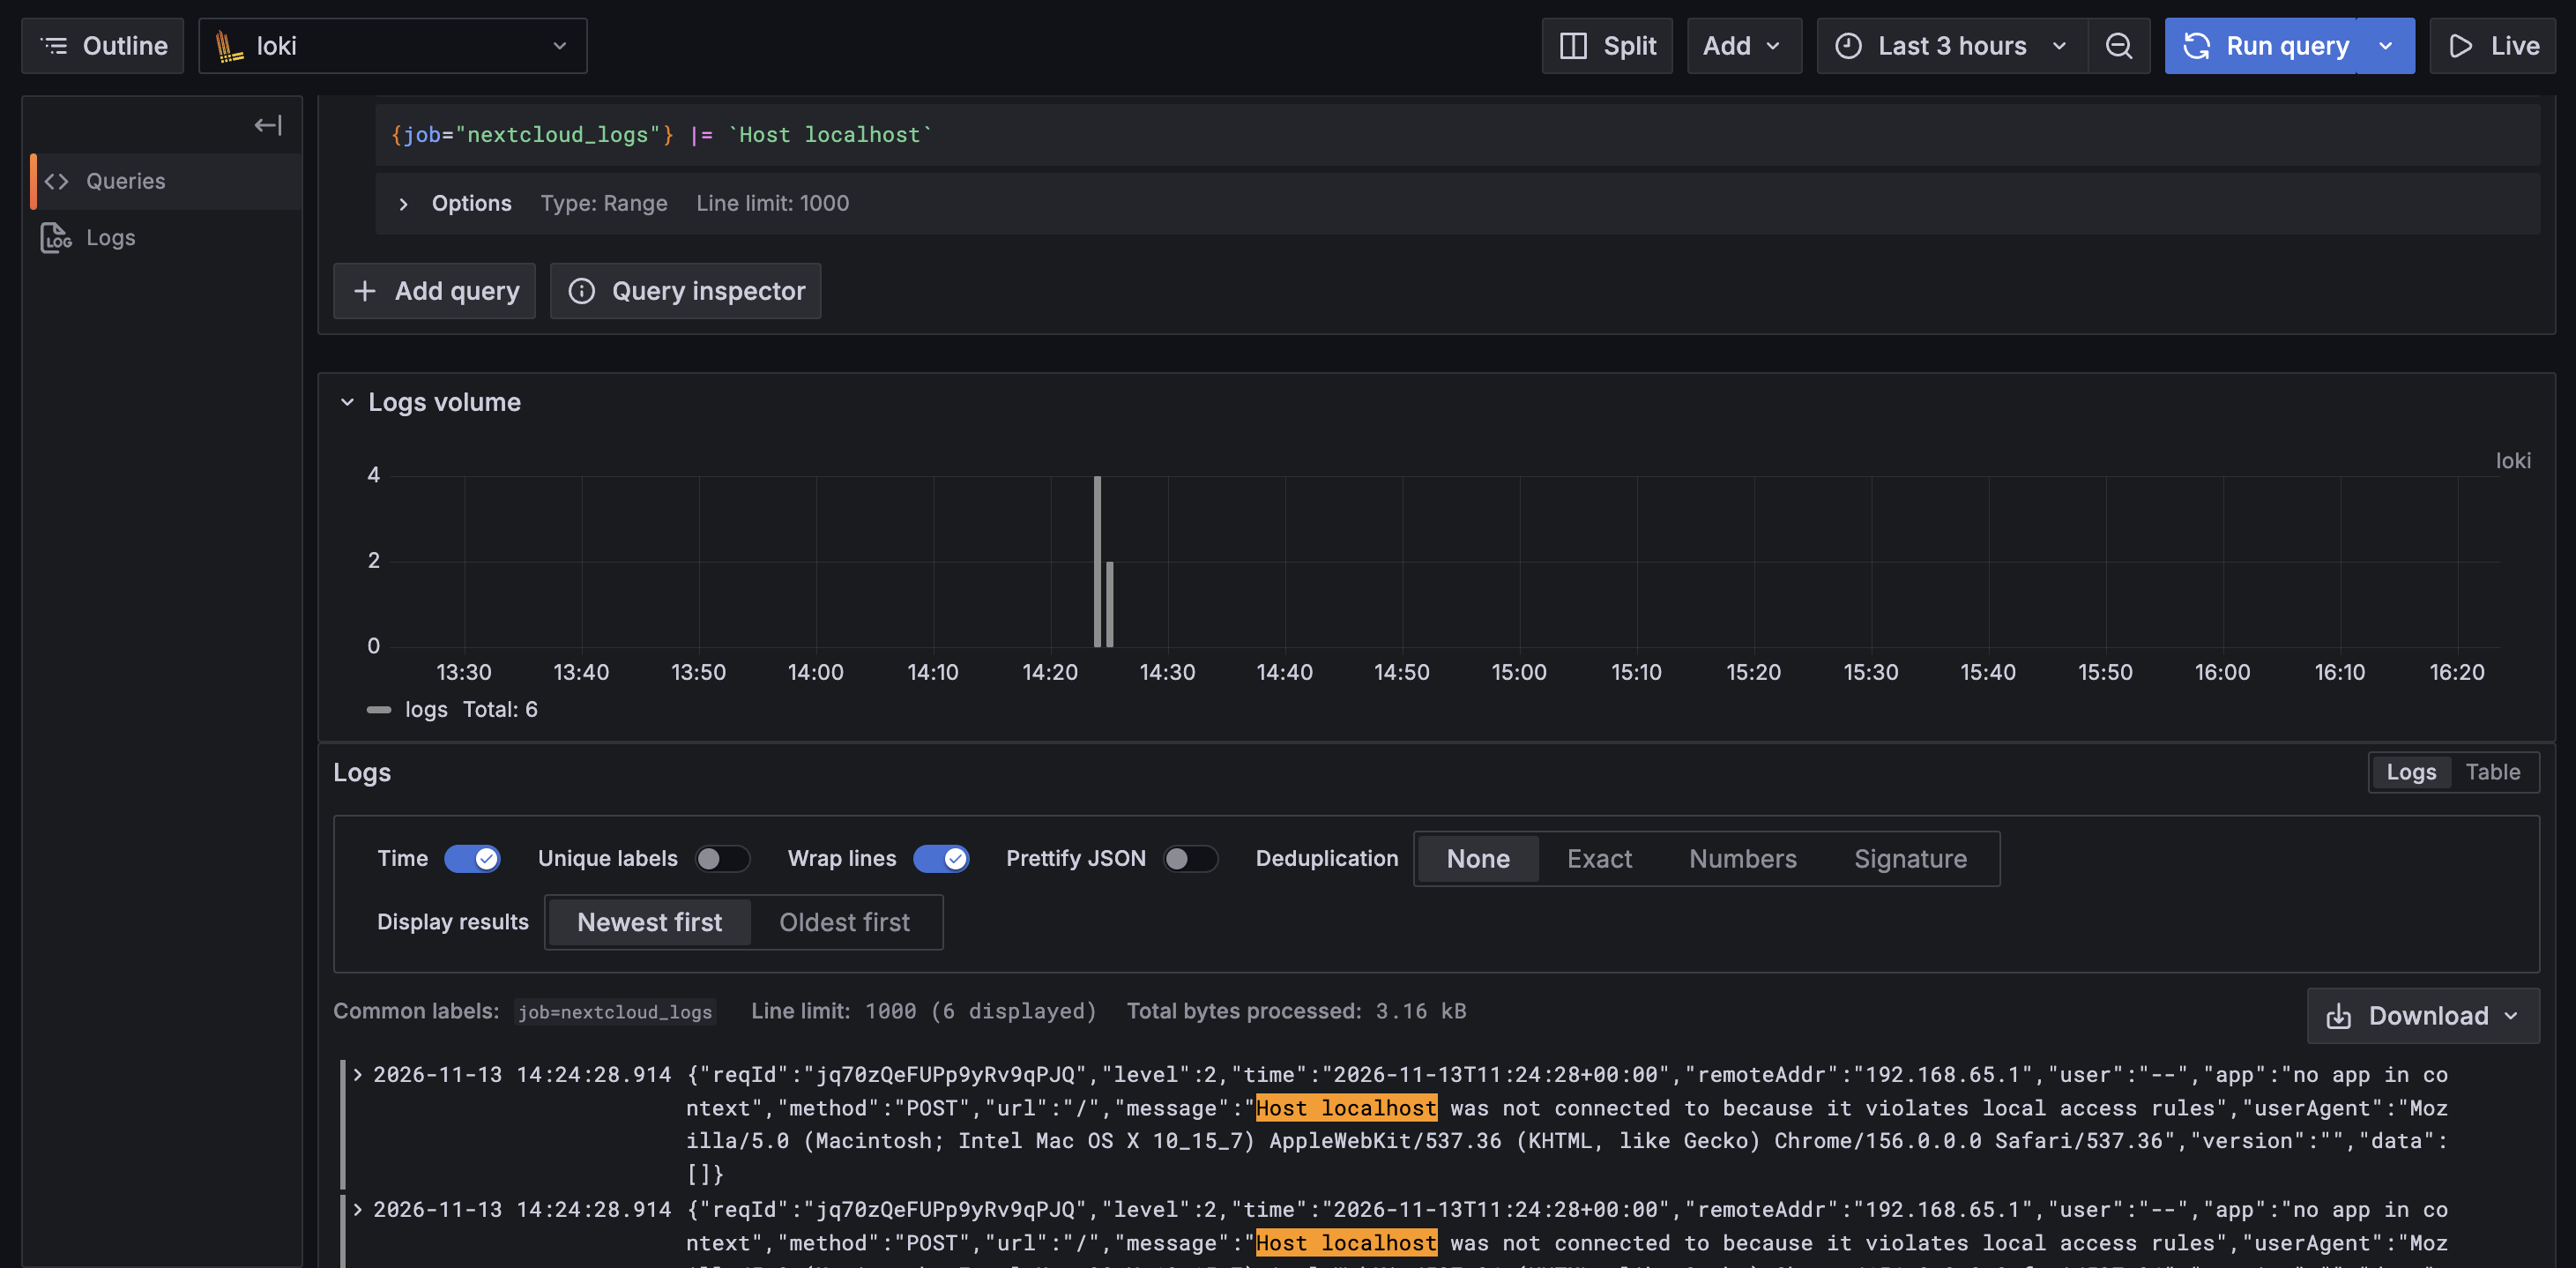 Outline
loki
Split
Add
Last 3 hours
Run query
Live
Queries
Logs
{job="nextcloud_logs"} |= `Host localhost`
Options Type: Range Line limit: 1000
Add query
Query inspector
Logs volume
loki
4
2
0
13:30 13:40 13:50 14:00 14:10 14:20 14:30 14:40 14:50 15:00 15:10 15:20 15:30 15:40 15:50 16:00 16:10 16:20
logs Total: 6
Logs
Logs Table
Time Unique labels Wrap lines Prettify JSON Deduplication None Exact Numbers Signature
Display results Newest first Oldest first
Common labels: job=nextcloud_logs Line limit: 1000 (6 displayed) Total bytes processed: 3.16 kB
Download
2026-11-13 14:24:28.914 {"reqId":"jq70zQeFUPp9yRv9qPJQ","level":2,"time":"2026-11-13T11:24:28+00:00","remoteAddr":"192.168.65.1","user":"--","app":"no app in co
ntext","method":"POST","url":"/","message":"Host localhost was not connected to because it violates local access rules","userAgent":"Moz
illa/5.0 (Macintosh; Intel Mac OS X 10_15_7) AppleWebKit/537.36 (KHTML, like Gecko) Chrome/156.0.0.0 Safari/537.36","version":"","data":
[]}
2026-11-13 14:24:28.914 {"reqId":"jq70zQeFUPp9yRv9qPJQ","level":2,"time":"2026-11-13T11:24:28+00:00","remoteAddr":"192.168.65.1","user":"--","app":"no app in co
ntext","method":"POST","url":"/","message":"Host localhost was not connected to because it violates local access rules","userAgent":"Moz